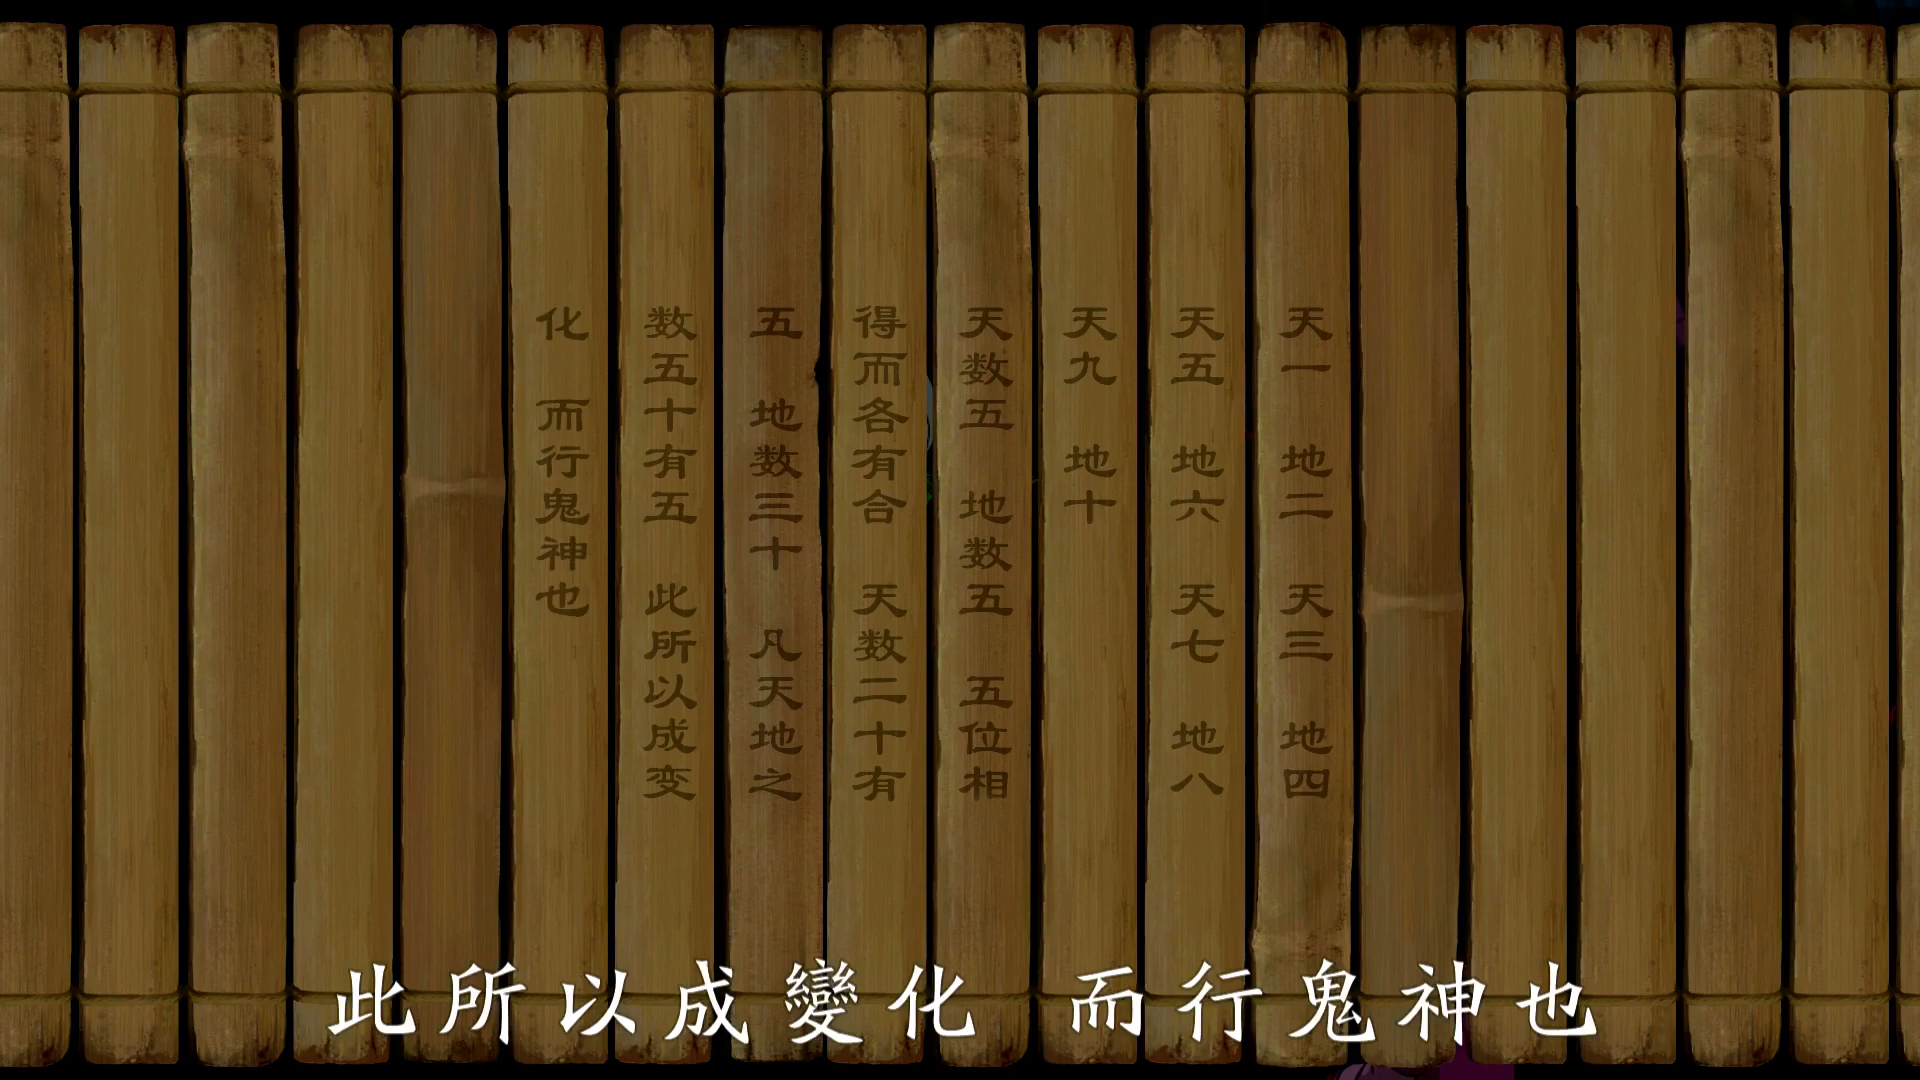 天一 地二 天三 地四
天五 地六 天七 地八
天九 地十
天数五 地数五 五位相
得而各有合 天数二十有
五 地数三十 凡天地之
数五十有五 此所以成变
化 而行鬼神也
此所以成變化 而行鬼神也